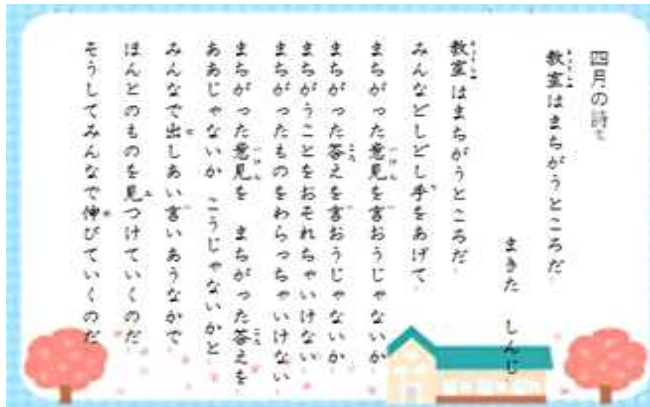 四月の詩
教室はまちがうところだ
まきた しんじ
教室はまちがうところだ
みんなどしどし手をあげて
まちがった意見を言おうじゃないか
まちがった答えを言おうじゃないか
まちがうことをおそれちゃいけない
まちがったものをわらっちゃいけない
まちがった意見を まちがった答えを
ああじゃないか こうじゃないかと
みんなで出しあい言いあうなかで
ほんとのものを見つけていくのだ
そうしてみんなで伸びていくのだ